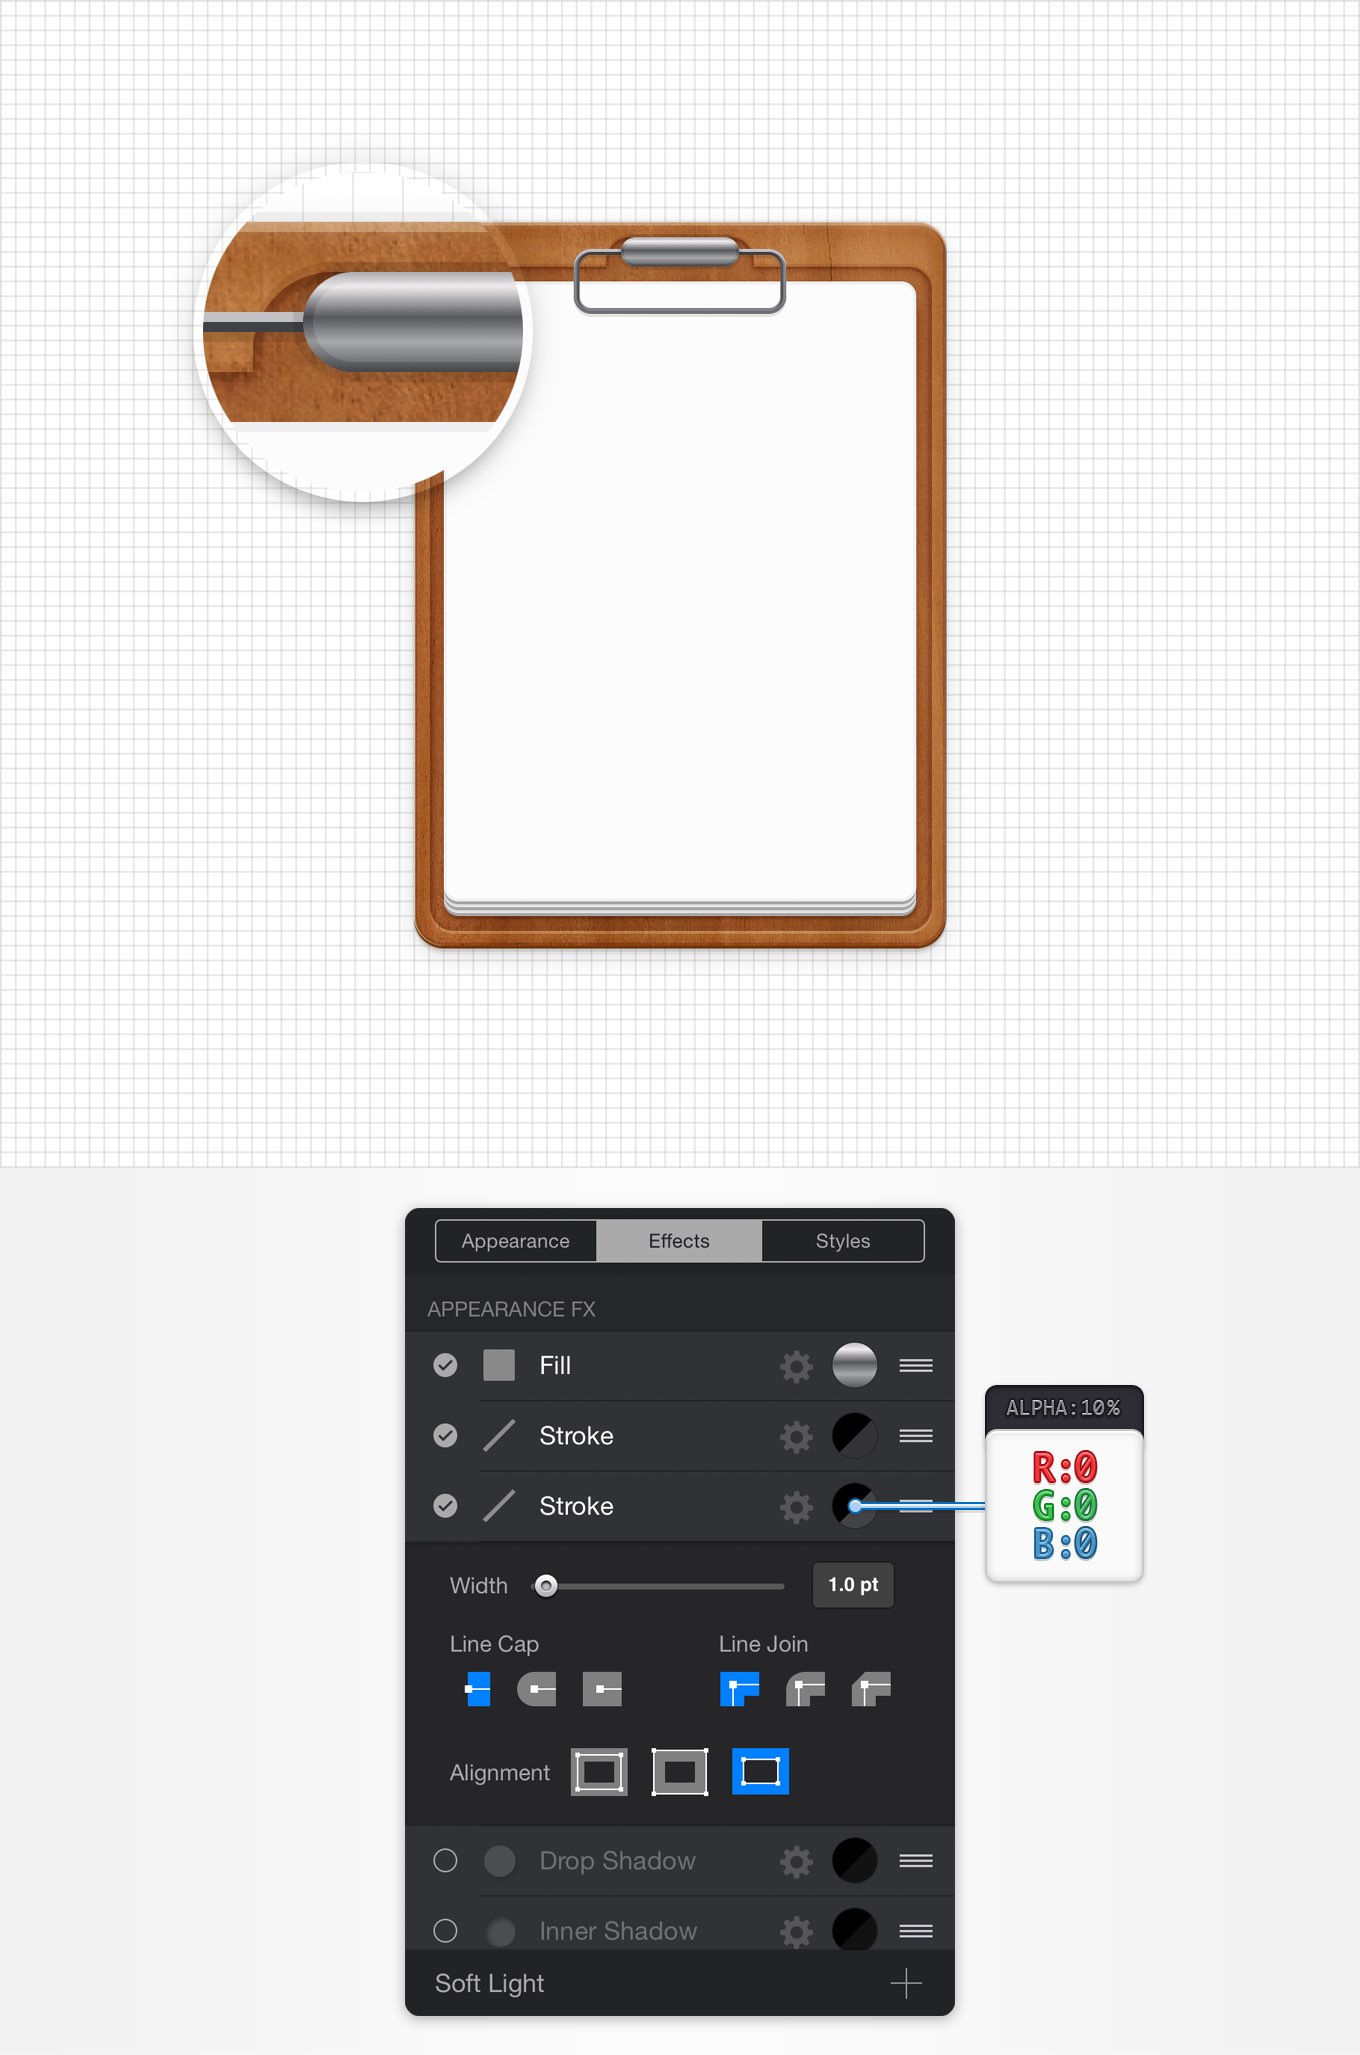 Appearance Effects Styles
APPEARANCE FX
Fill
ALPHA:10%
Stroke
R:0
Stroke
G:0
B:0
Width 1.0 pt
Line Cap Line Join
Alignment
Drop Shadow
Inner Shadow
Soft Light